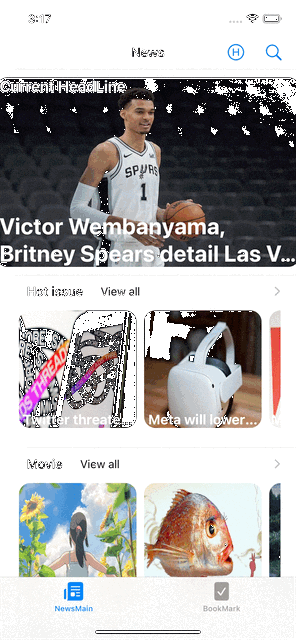 3:17
News
H
Current HeadLine
SPURS
1
Victor Wembanyama,
Britney Spears detail Las V...
Hot issue View all
THREAD
Twitter threate...
Meta will lower...
Movie View all
NewsMain
BookMark